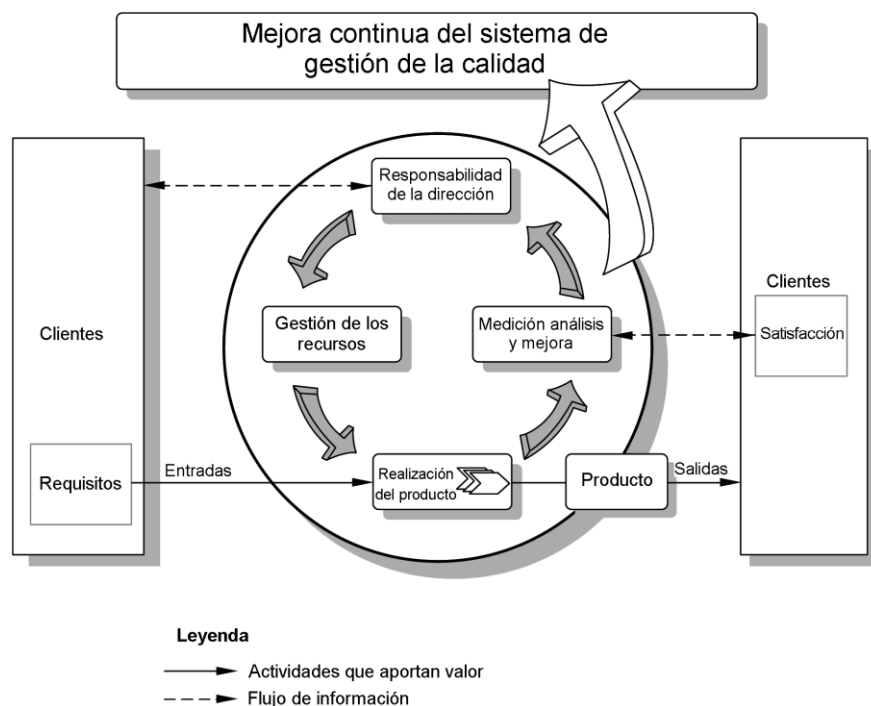 Mejora continua del sistema de
gestión de la calidad
Responsabilidad
de la dirección
Clientes
Gestión de los
recursos
Medición análisis
y mejora
Clientes
Satisfacción
Requisitos
Entradas
Realización
del producto
Producto
Salidas
Leyenda
Actividades que aportan valor
Flujo de información